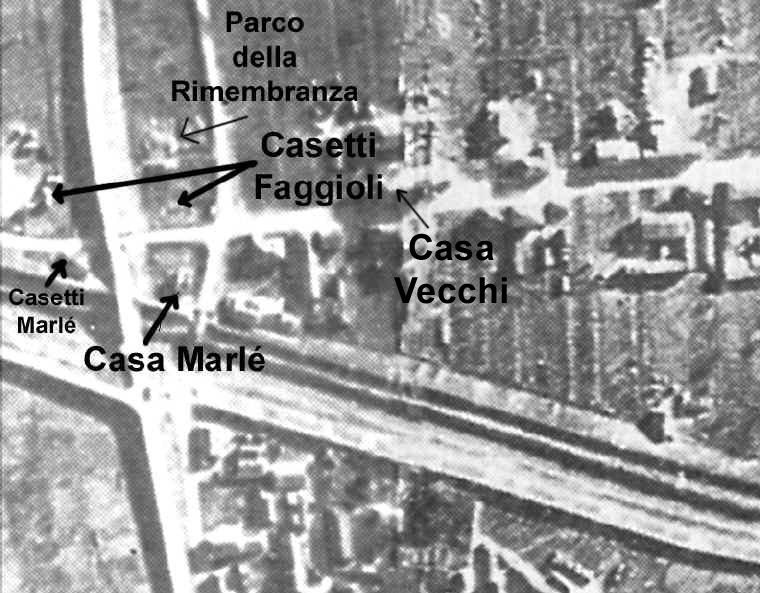 Parco
della
Rimembranza
Casetti
Faggioli
Casa
Vecchi
Casetti
Marlé
Casa Marlé